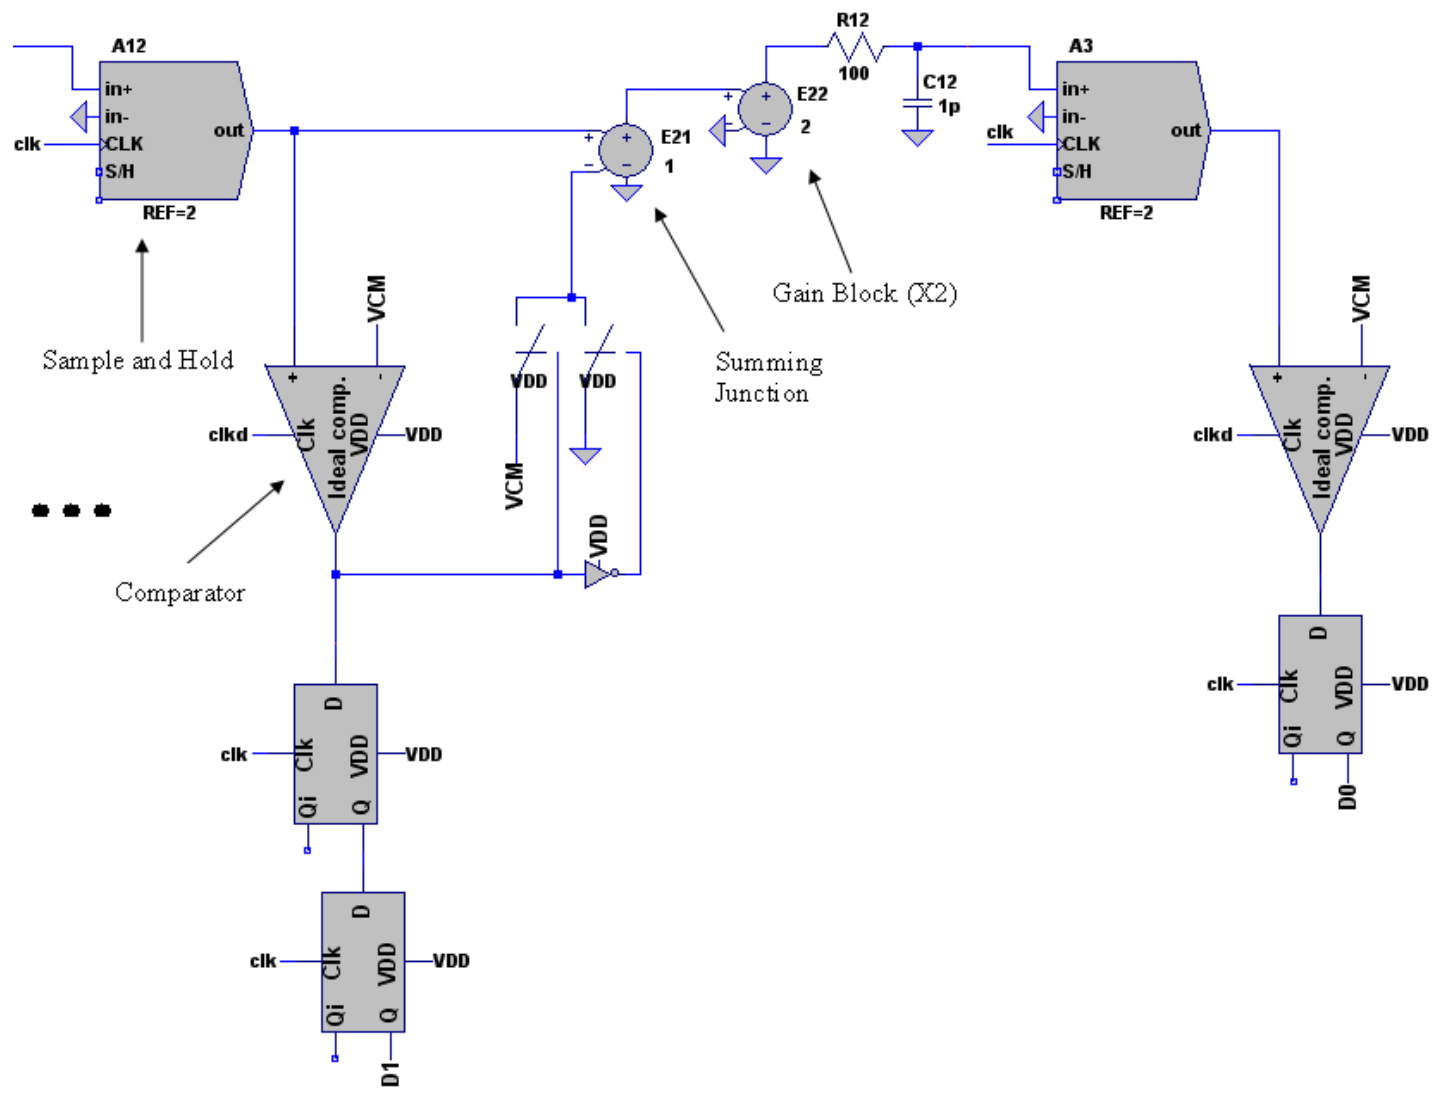 R12
A12
A3
100
C12
1p
E22
2
in+
in-
out
clk
CLK
S/H
REF=2
+
-
+
-
E21
1
+
-
+
-
in+
in-
out
clk
CLK
S/H
REF=2
Gain Block (X2)
Summing
Junction
Sample and Hold
VCM
+
-
clkd
Clk
Ideal comp.
VDD
VDD
VDD
VDD
VCM
VDD
Comparator
VCM
+
-
clkd
Clk
Ideal comp.
VDD
VDD
D
clk
Clk
VDD
VDD
Qi
Q
D
clk
Clk
VDD
VDD
Qi
Q
D1
D
clk
Clk
VDD
VDD
Qi
Q
D0